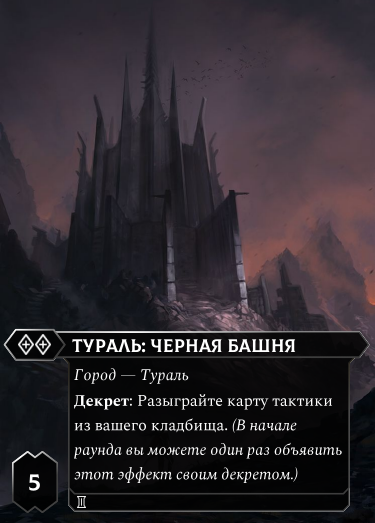 ТУРАЛЬ: ЧЕРНАЯ БАШНЯ
Город — Тураль
Декрет: Разыграйте карту тактики
из вашего кладбища. (В начале
раунда вы можете один раз объявить
этот эффект своим декретом.)
5